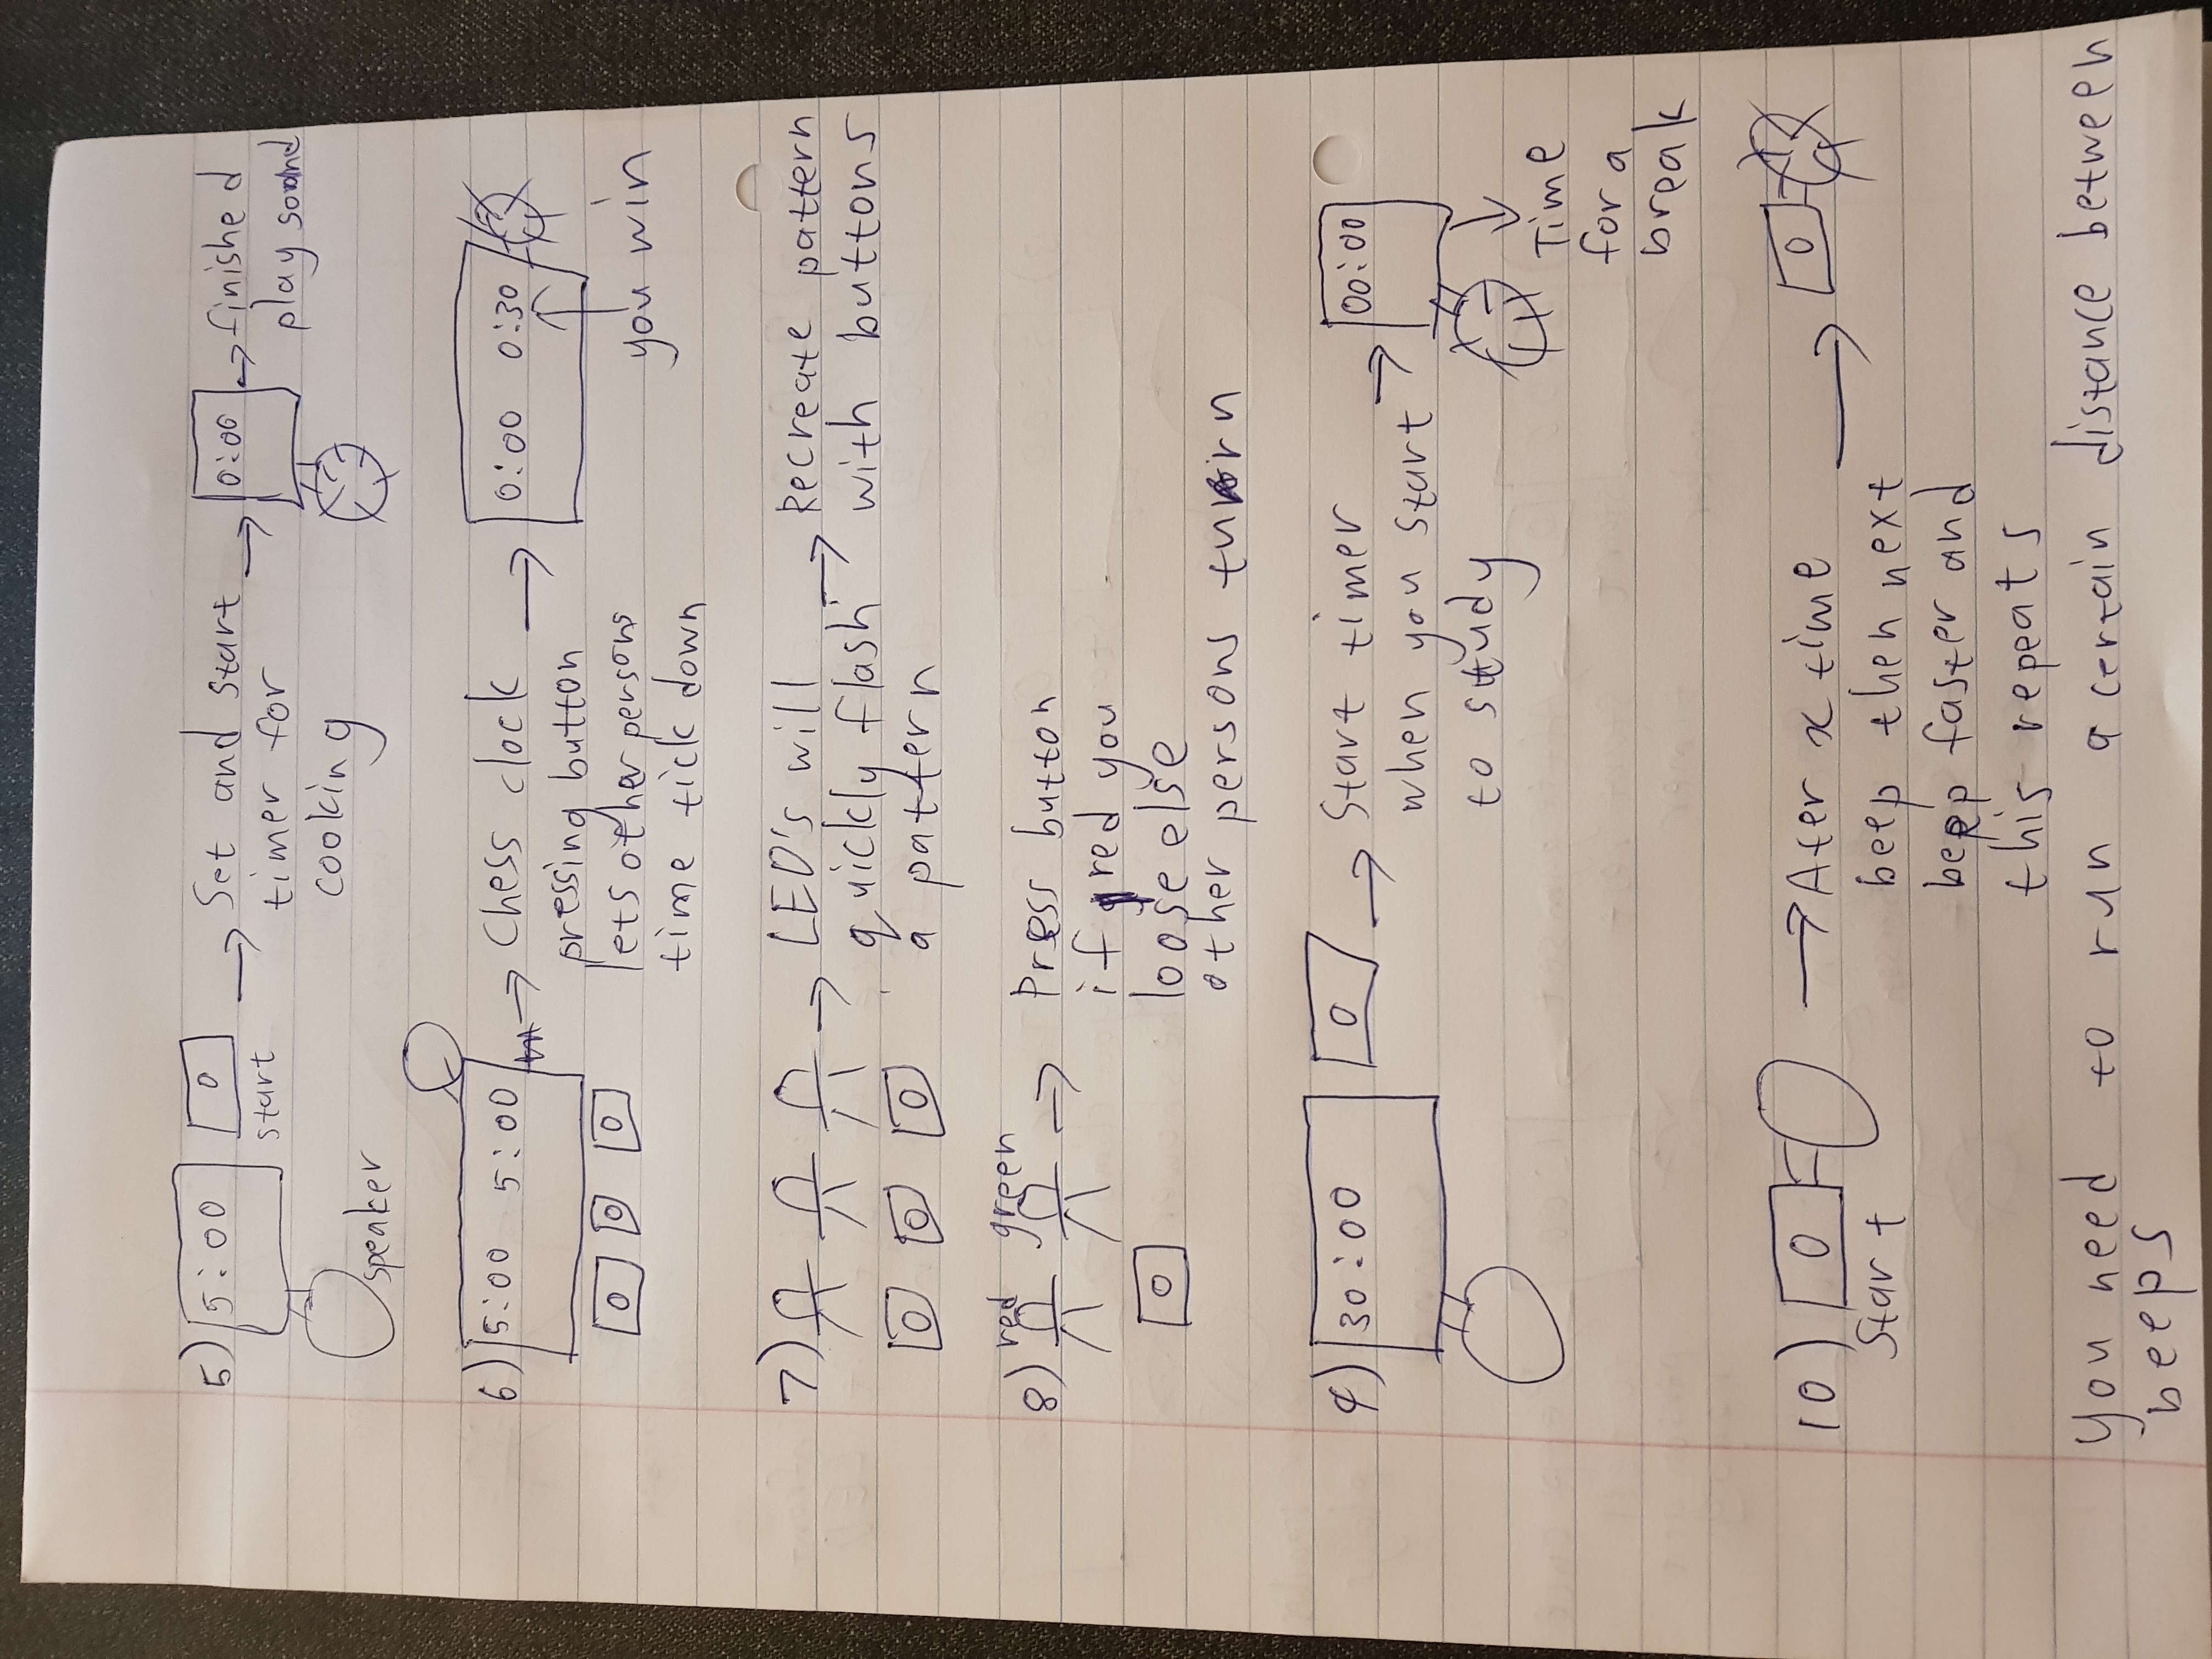 5) 5:00 0 → Set and start → 0:00 → finished
start timer for play sound
cooking
speaker
6) 5:00 5:00 → Chess clock → 0:00 0:30
pressing button
0 0 0 lets other persons you win
time tick down
7) → LED's will → Recreate pattern
quickly flash with buttons
0 0 0 a pattern
red green
8) → Press button
if red you
0 loose else
other persons turn
9) 30:00 0 → Start timer → 00:00
when you start
to study
Time
for a
break
10) 0 → Ater x time → 0
Start beep then next
beep faster and
this repeats
you need to run a certain distance between
beeps